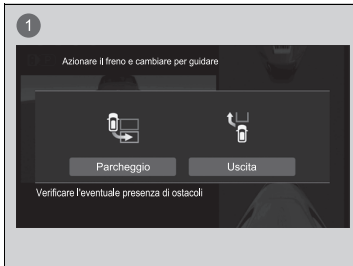 1
Azionare il freno e cambiare per guidare
Parcheggio
Uscita
Verificare l'eventuale presenza di ostacoli